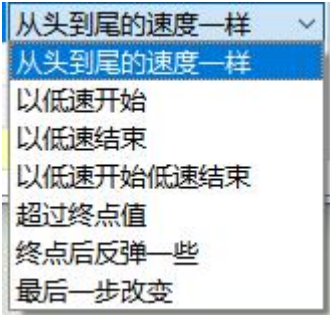 从头到尾的速度一样
从头到尾的速度一样
以低速开始
以低速结束
以低速开始低速结束
超过终点值
终点后反弹一些
最后一步改变